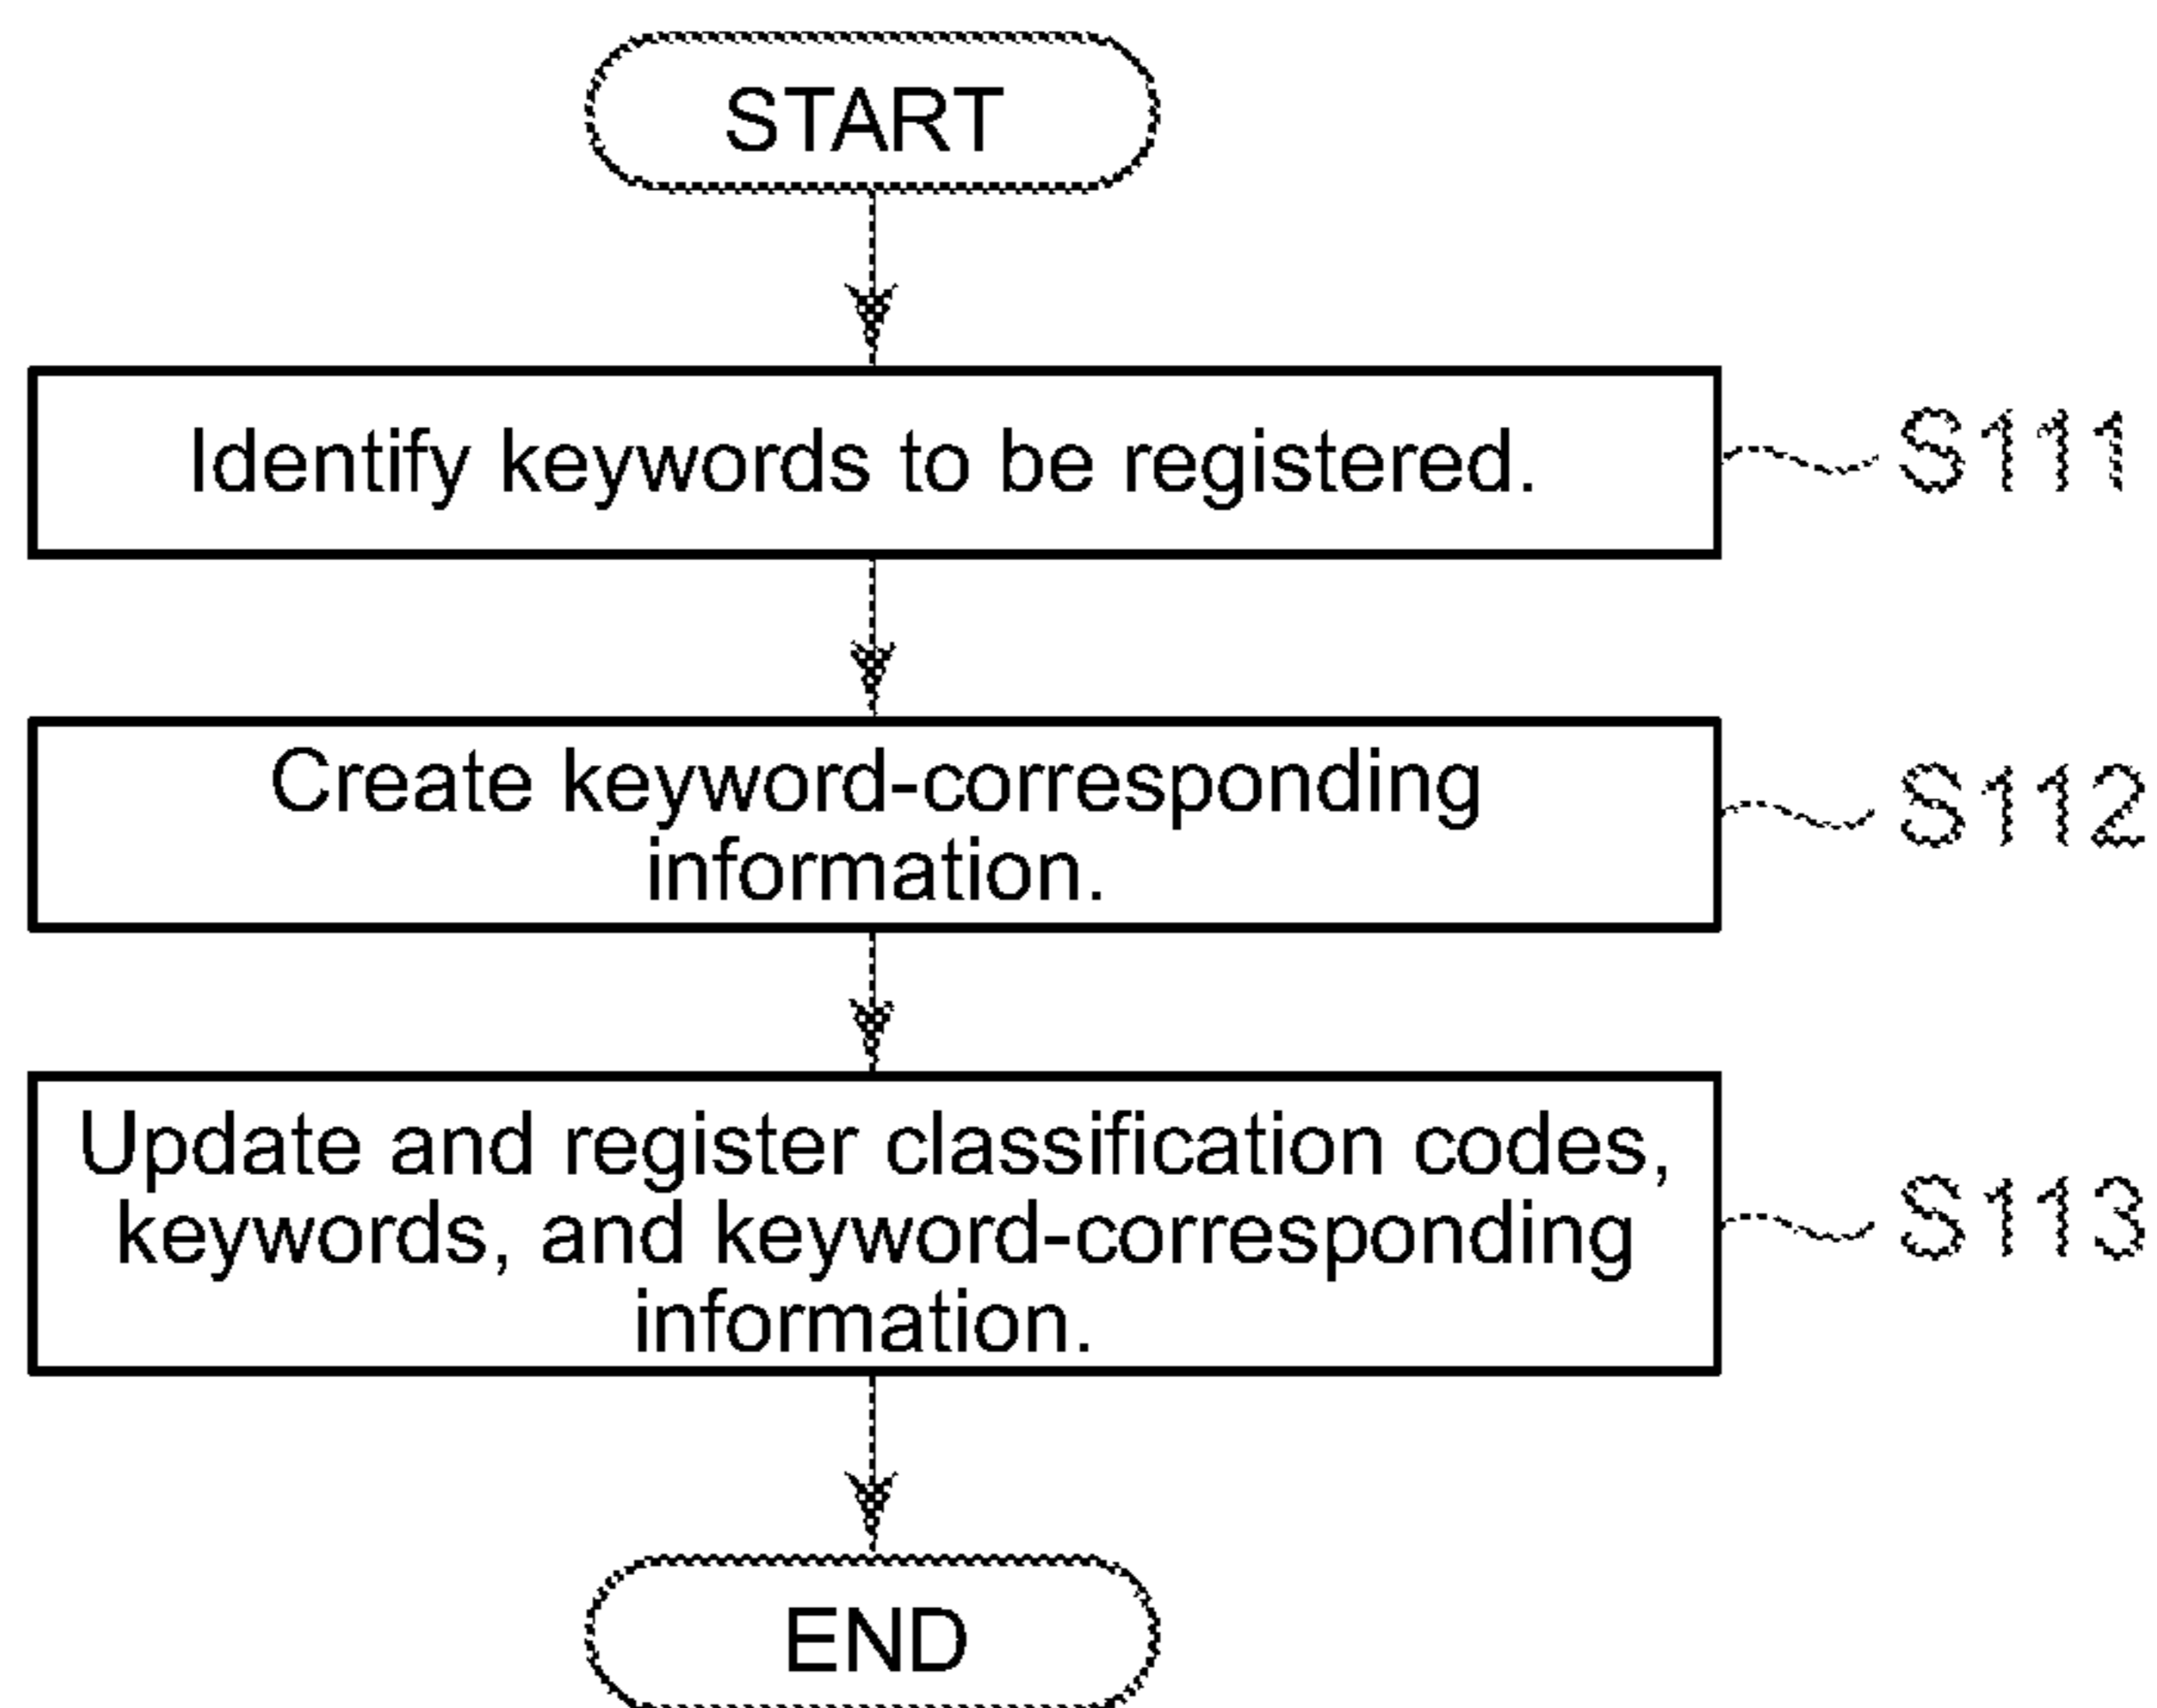 START
Identify keywords to be registered.
S111
Create keyword-corresponding
information.
S112
Update and register classification codes,
keywords, and keyword-corresponding
information.
S113
END